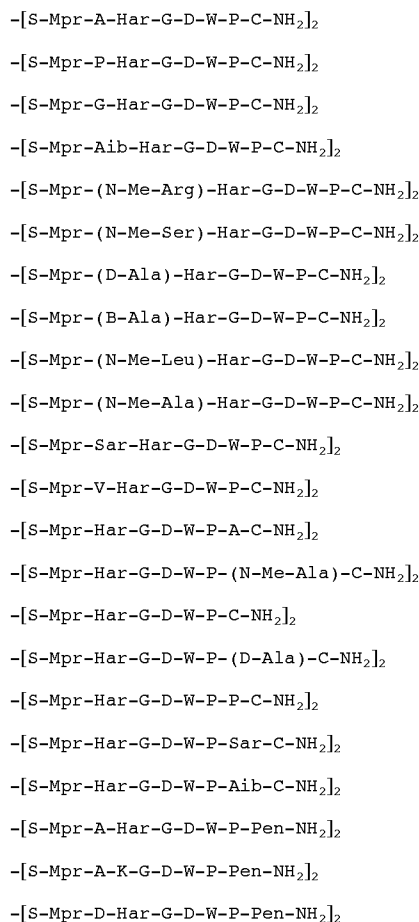 -[S-Mpr-A-Har-G-D-W-P-C-NH₂]₂
-[S-Mpr-P-Har-G-D-W-P-C-NH₂]₂
-[S-Mpr-G-Har-G-D-W-P-C-NH₂]₂
-[S-Mpr-Aib-Har-G-D-W-P-C-NH₂]₂
-[S-Mpr-(N-Me-Arg)-Har-G-D-W-P-C-NH₂]₂
-[S-Mpr-(N-Me-Ser)-Har-G-D-W-P-C-NH₂]₂
-[S-Mpr-(D-Ala)-Har-G-D-W-P-C-NH₂]₂
-[S-Mpr-(B-Ala)-Har-G-D-W-P-C-NH₂]₂
-[S-Mpr-(N-Me-Leu)-Har-G-D-W-P-C-NH₂]₂
-[S-Mpr-(N-Me-Ala)-Har-G-D-W-P-C-NH₂]₂
-[S-Mpr-Sar-Har-G-D-W-P-C-NH₂]₂
-[S-Mpr-V-Har-G-D-W-P-C-NH₂]₂
-[S-Mpr-Har-G-D-W-P-A-C-NH₂]₂
-[S-Mpr-Har-G-D-W-P-(N-Me-Ala)-C-NH₂]₂
-[S-Mpr-Har-G-D-W-P-C-NH₂]₂
-[S-Mpr-Har-G-D-W-P-(D-Ala)-C-NH₂]₂
-[S-Mpr-Har-G-D-W-P-P-C-NH₂]₂
-[S-Mpr-Har-G-D-W-P-Sar-C-NH₂]₂
-[S-Mpr-Har-G-D-W-P-Aib-C-NH₂]₂
-[S-Mpr-A-Har-G-D-W-P-Pen-NH₂]₂
-[S-Mpr-A-K-G-D-W-P-Pen-NH₂]₂
-[S-Mpr-D-Har-G-D-W-P-Pen-NH₂]₂